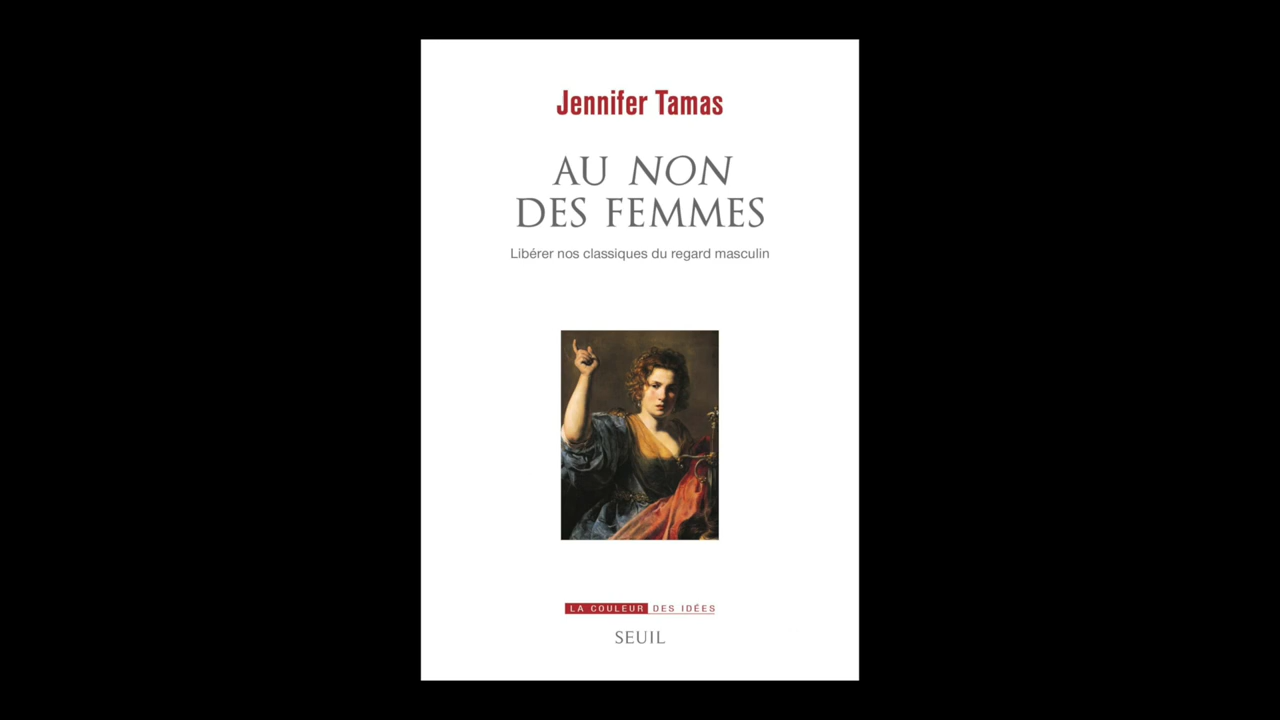 Jennifer Tamas
AU NON
DES FEMMES
Libérer nos classiques du regard masculin
LA COULEUR DES IDÉES
SEUIL